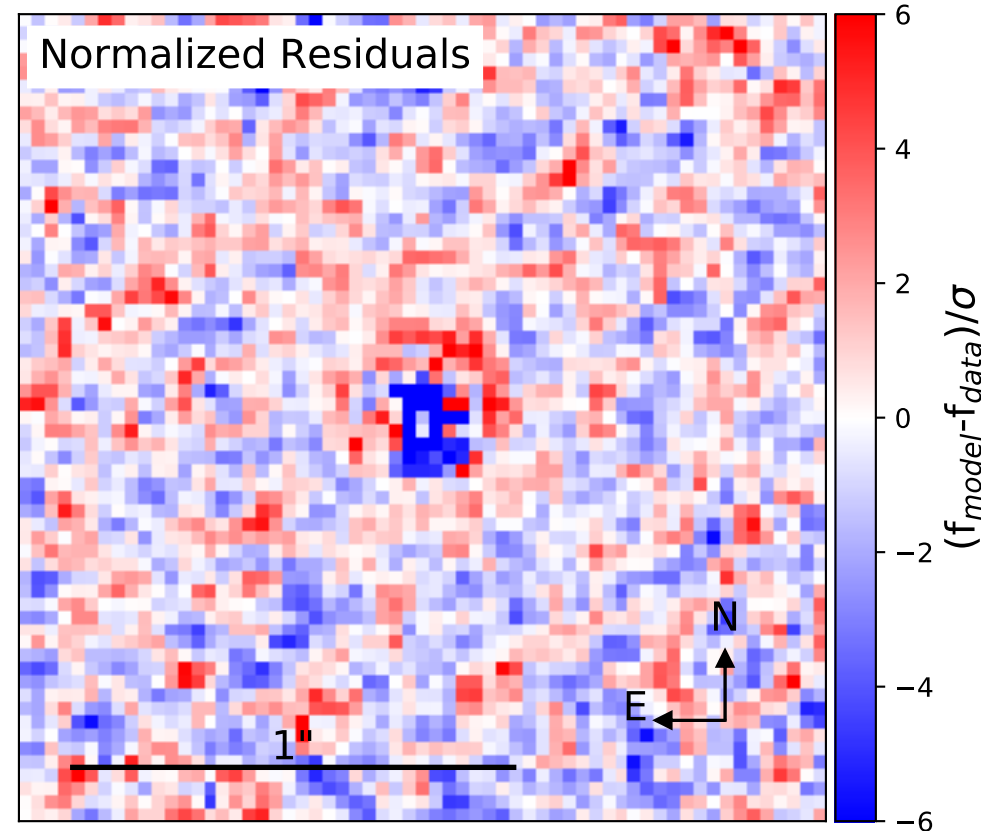 Normalized Residuals
6
4
2
0
−2
−4
−6
(f_model-f_data)/σ
N
E
1"